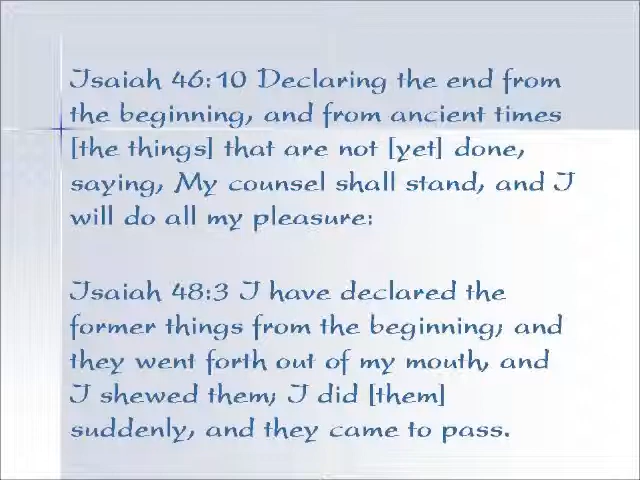 Isaiah 46:10 Declaring the end from
the beginning, and from ancient times
[the things] that are not [yet] done,
saying, My counsel shall stand, and I
will do all my pleasure:
Isaiah 48:3 I have declared the
former things from the beginning; and
they went forth out of my mouth, and
I shewed them; I did [them]
suddenly, and they came to pass.